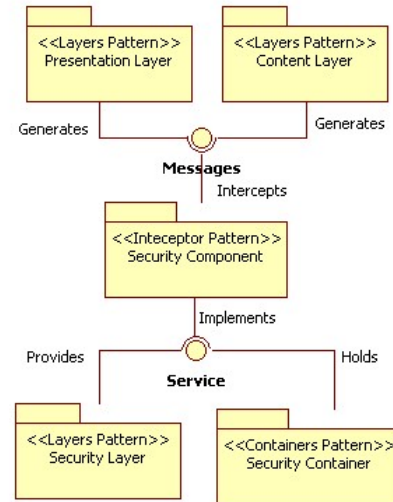 <<Layers Pattern>>
Presentation Layer
<<Layers Pattern>>
Content Layer
Generates
Generates
Messages
Intercepts
<<Inteceptor Pattern>>
Security Component
Implements
Provides
Holds
Service
<<Layers Pattern>>
Security Layer
<<Containers Pattern>>
Security Container